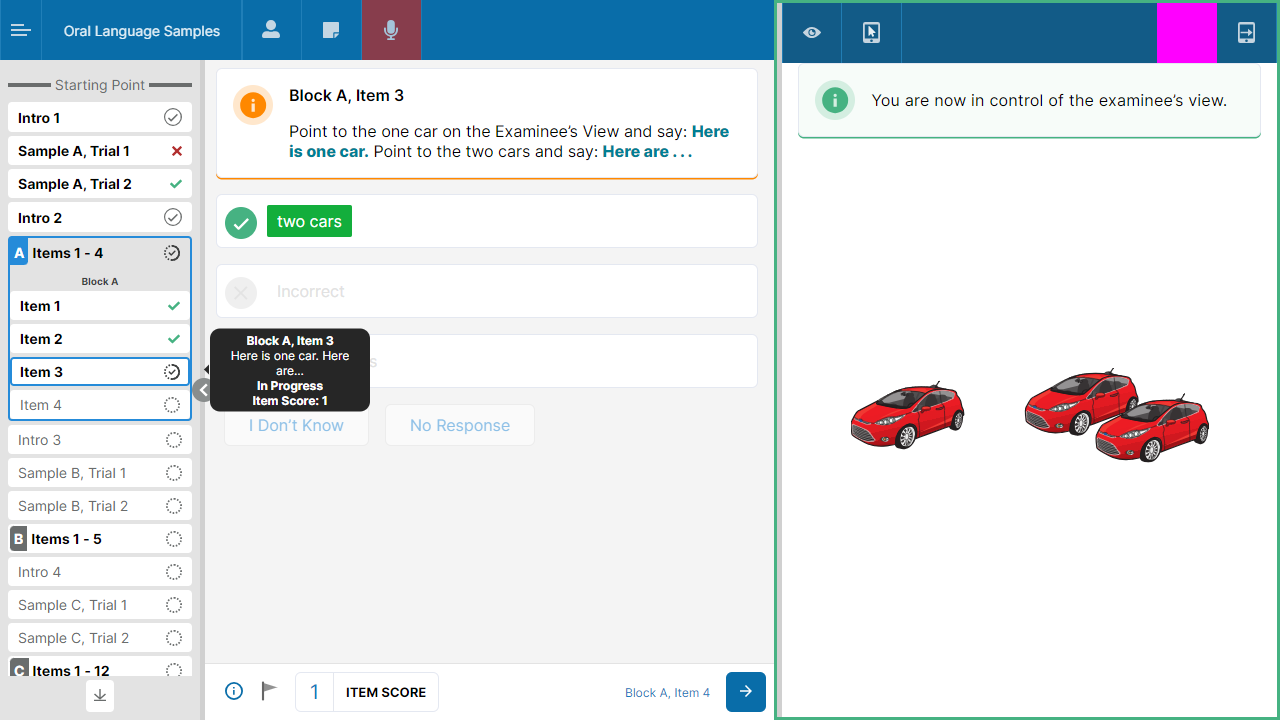 Oral Language Samples
Starting Point
Intro 1
Sample A, Trial 1
Sample A, Trial 2
Intro 2
A Items 1 - 4
Block A
Item 1
Item 2
Item 3
Item 4
Intro 3
Sample B, Trial 1
Sample B, Trial 2
B Items 1 - 5
Intro 4
Sample C, Trial 1
Sample C, Trial 2
C Items 1 - 12
Block A, Item 3
Point to the one car on the Examinee’s View and say: Here
is one car. Point to the two cars and say: Here are . . .
two cars
Incorrect
Block A, Item 3
Here is one car. Here
are...
In Progress
Item Score: 1
I Don’t Know
No Response
1 ITEM SCORE
Block A, Item 4
You are now in control of the examinee’s view.